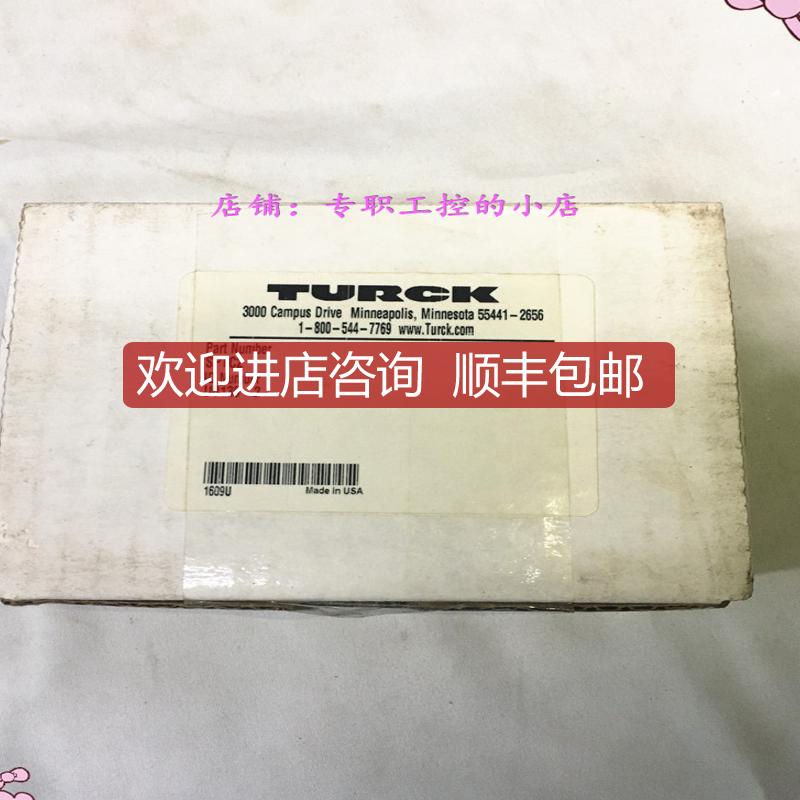 店铺：专职工控的小店
TURCK
3000 Campus Drive Minneapolis, Minnesota 55441-2656
1-800-544-7769 www.Turck.com
Part Number
欢迎进店咨询 顺丰包邮
1609U Made in USA